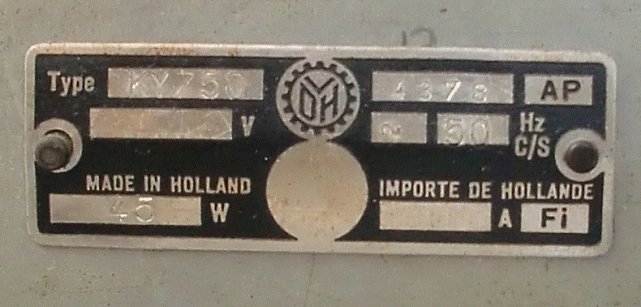 Type KY750 4378 AP
V ~ 50 Hz C/S
MADE IN HOLLAND IMPORTE DE HOLLANDE
45 W A Fi